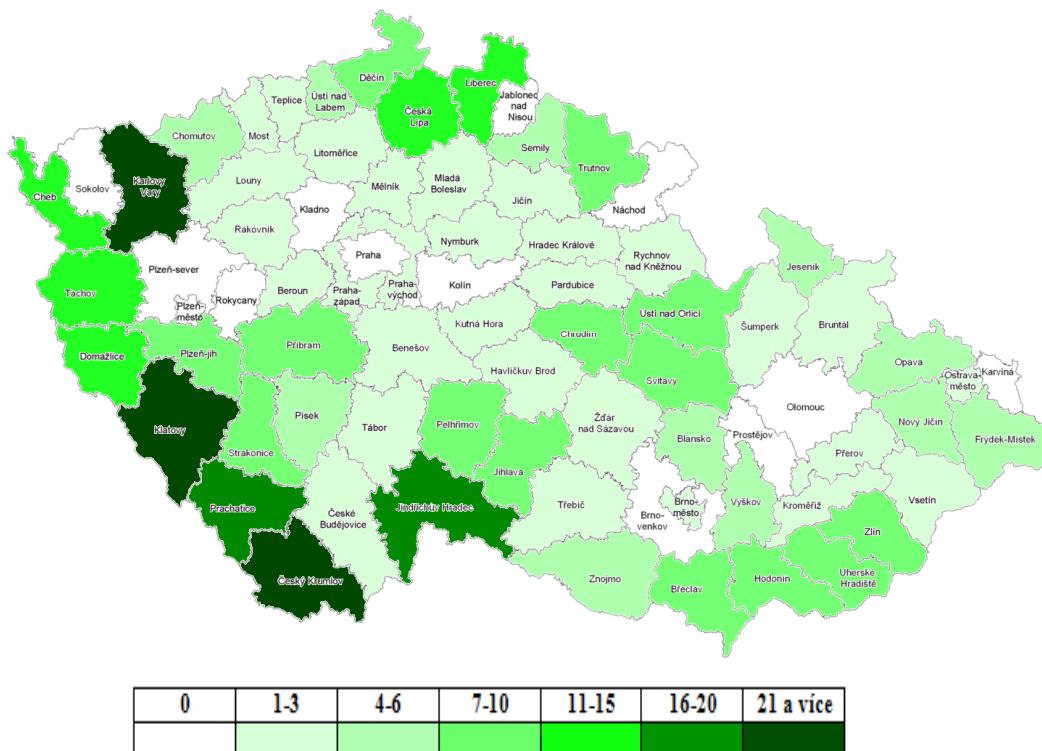 Děčín
Liberec
Ústí nad
Labem
Teplice
Česká
Lípa
Jablonec
nad
Nisou
Chomutov
Most
Semily
Litoměřice
Trutnov
Karlovy
Vary
Sokolov
Cheb
Louny
Mělník
Mladá
Boleslav
Jičín
Kladno
Náchod
Rakovník
Nymburk
Hradec Králové
Rychnov
nad Kněžnou
Praha
Plzeň-sever
Jeseník
Tachov
Rokycany
Beroun
Praha-
západ
Praha-
východ
Kolín
Pardubice
Plzeň-
město
Ústí nad Orlicí
Šumperk
Bruntál
Kutná Hora
Chrudim
Domažlice
Plzeň-jih
Příbram
Benešov
Opava
Ostrava-
město
Karviná
Havlíčkův Brod
Svitavy
Klatovy
Písek
Tábor
Pelhřimov
Žďár
nad Sázavou
Olomouc
Nový Jičín
Frydek-Mistek
Strakonice
Jihlava
Blansko
Prostějov
Přerov
Prachatice
České
Budějovice
Jindřichův Hradec
Třebíč
Brno-
venkov
Brno-
město
Vyškov
Kroměříž
Vsetín
Zlín
Český Krumlov
Znojmo
Břeclav
Hodonín
Uherské
Hradiště
0 1-3 4-6 7-10 11-15 16-20 21 a více